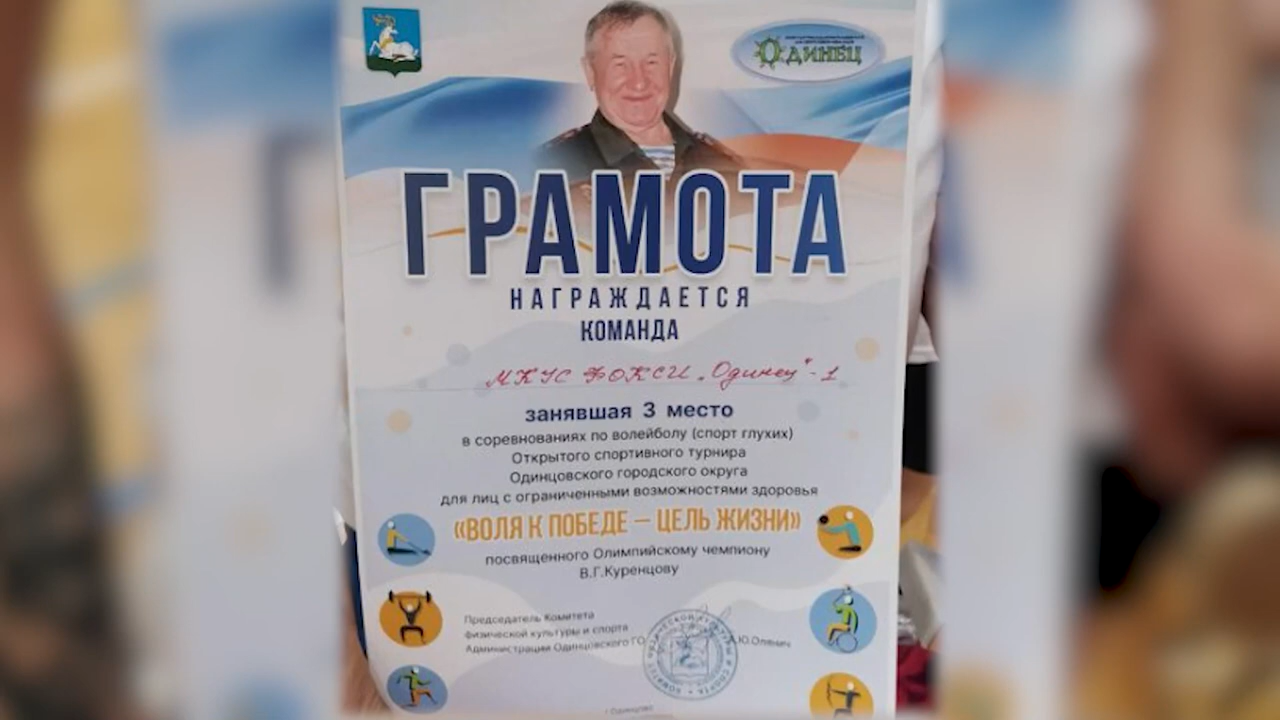 Одинец
ГРАМОТА
НАГРАЖДАЕТСЯ
КОМАНДА
МКУС ФОКСИ „Одинец"-1
занявшая 3 место
в соревнованиях по волейболу (спорт глухих)
Открытого спортивного турнира
Одинцовского городского округа
для лиц с ограниченными возможностями здоровья
«ВОЛЯ К ПОБЕДЕ – ЦЕЛЬ ЖИЗНИ»
посвященного Олимпийскому чемпиону
В.Г.Куренцову
Председатель Комитета
физической культуры и спорта
Администрации Одинцовского ГО
г.Одинцово